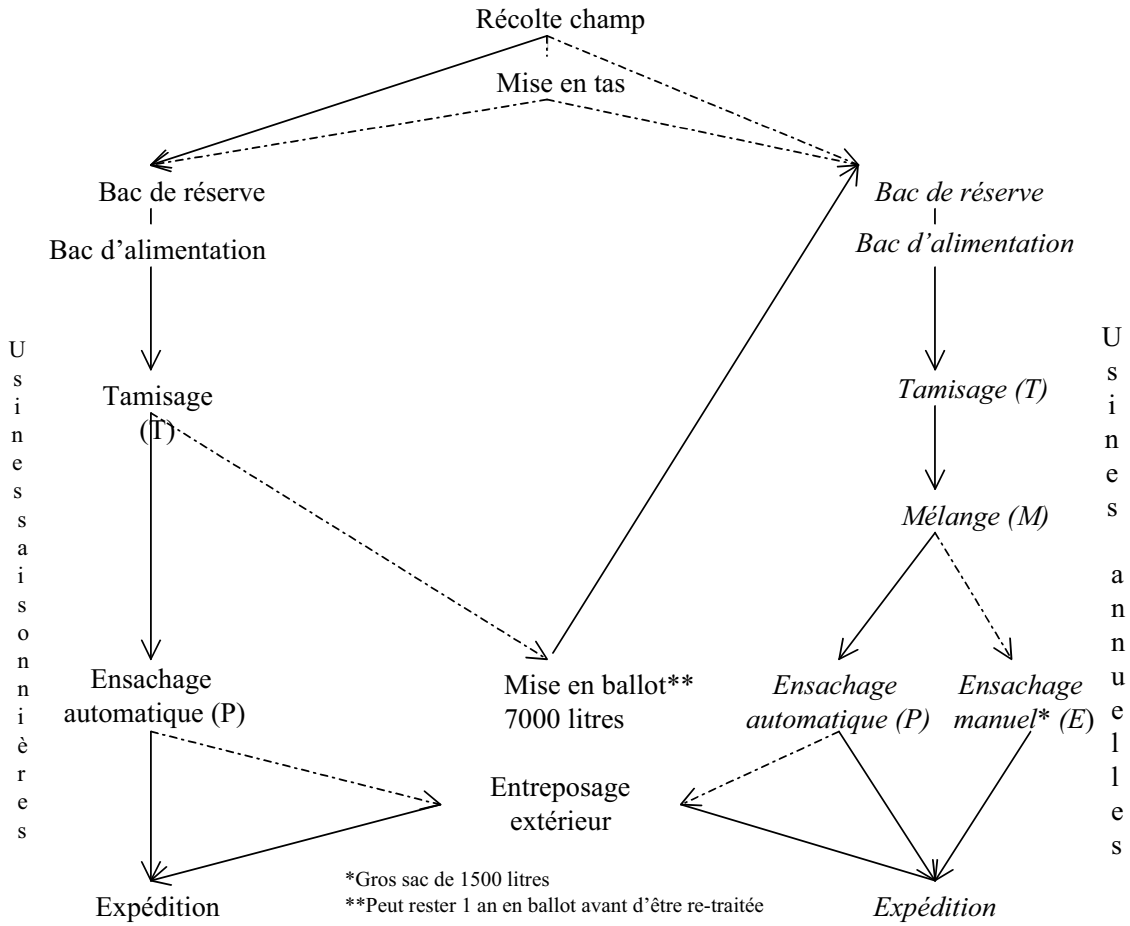 Récolte champ
Mise en tas
Bac de réserve
Bac d’alimentation
Tamisage
(T)
Ensachage
automatique (P)
Expédition
Mise en ballot**
7000 litres
Entreposage
extérieur
Bac de réserve
Bac d’alimentation
Tamisage (T)
Mélange (M)
Ensachage
automatique (P)
Ensachage
manuel* (E)
Expédition
*Gros sac de 1500 litres
**Peut rester 1 an en ballot avant d’être re-traitée
Usines saisonnières
Usines annuelles